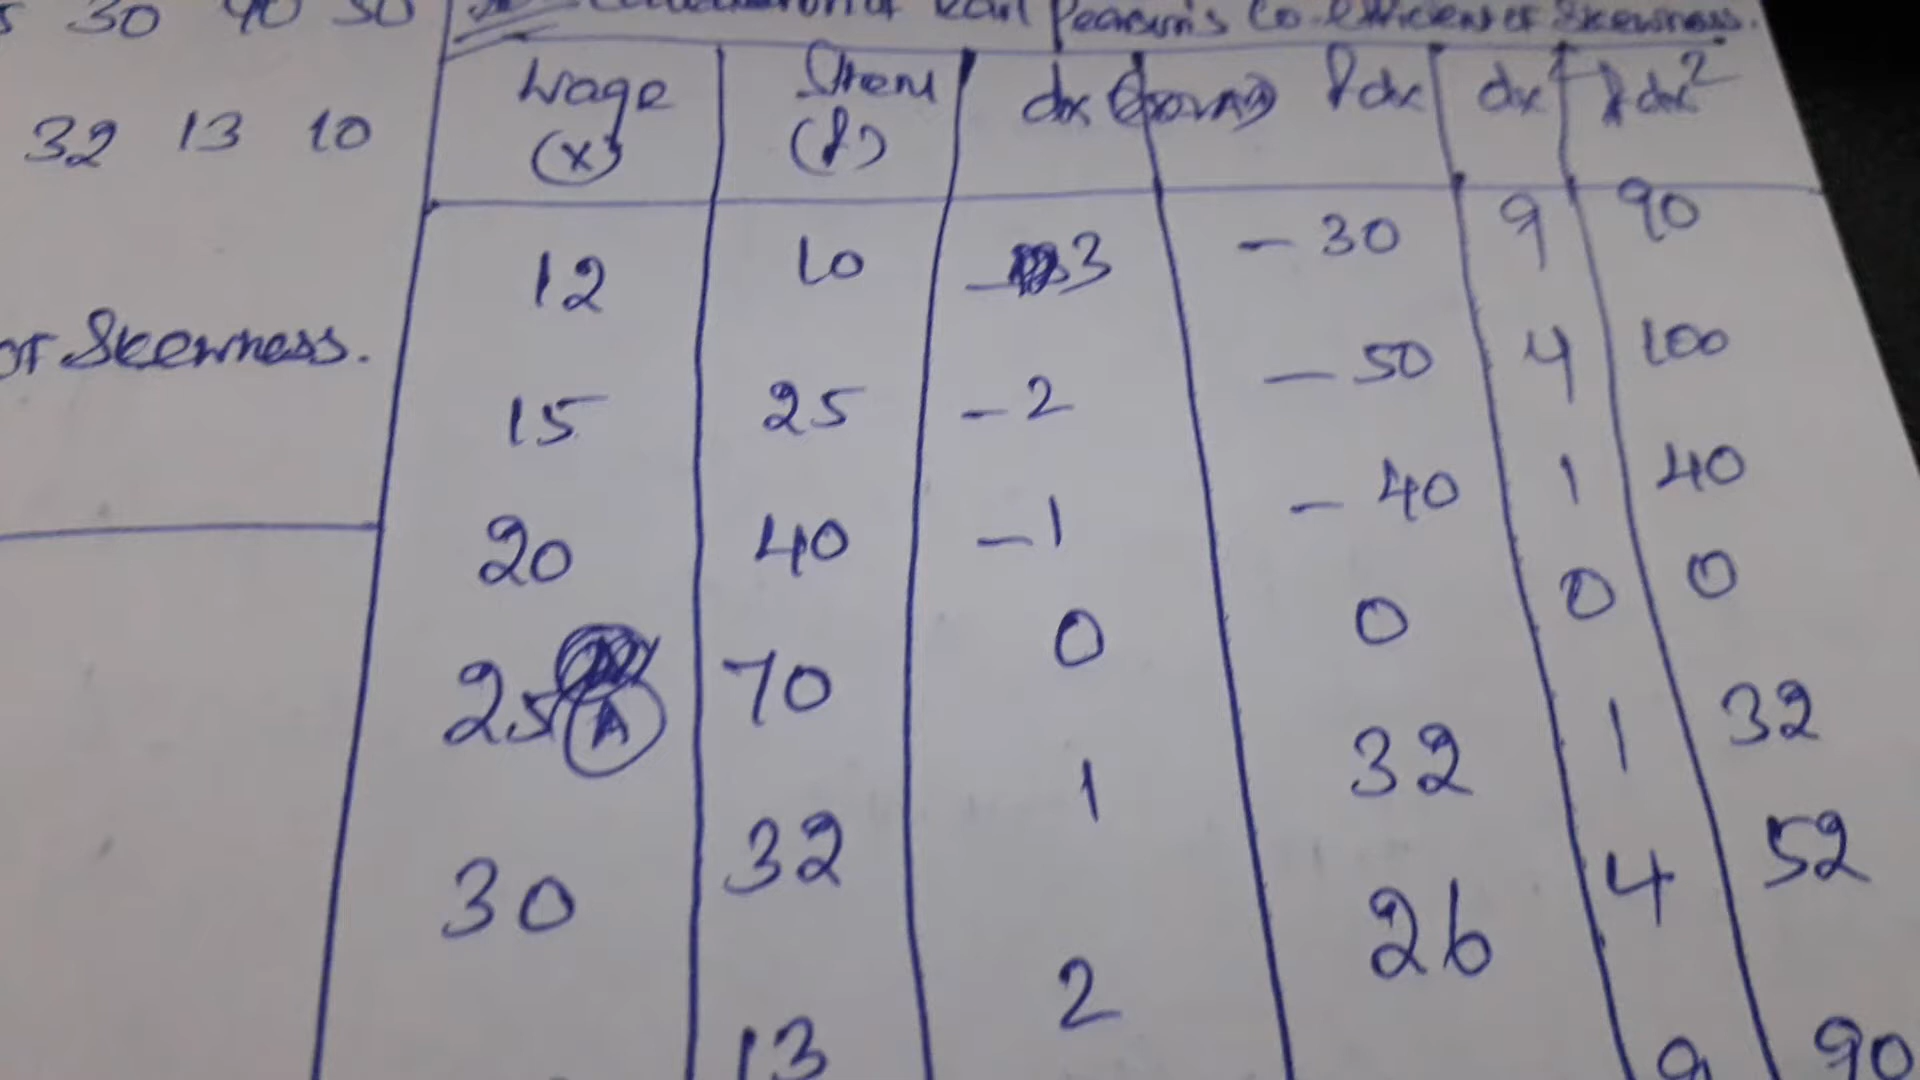 30 40 50
32 13 10
of Skewness.
Karl Pearson's Co-efficient of Skewness.
Wage (x) Item (f) dx fdx dx² fdx²
12 10 -3 -30 9 90
15 25 -2 -50 4 100
20 40 -1 -40 1 40
25 A 70 0 0 0 0
30 32 1 32 1 32
13 2 26 4 52
9 90